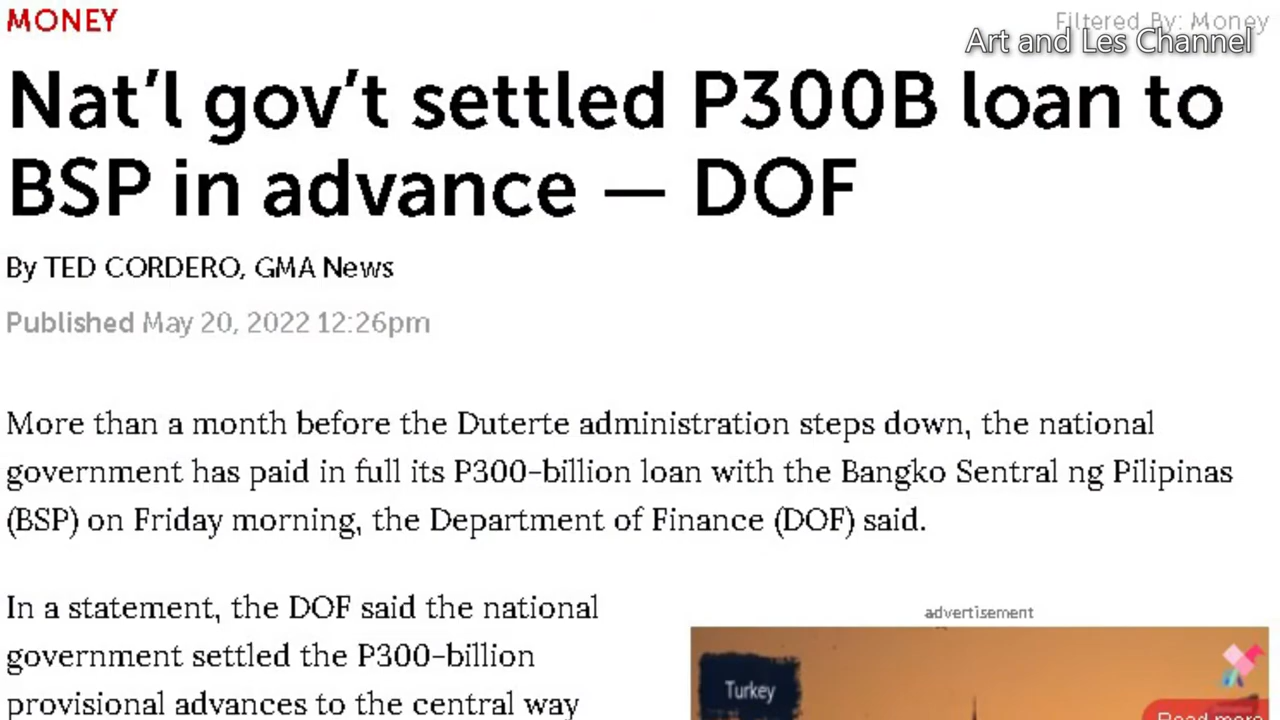 MONEY
Filtered By: Money
Art and Les Channel
Nat’l gov’t settled P300B loan to
BSP in advance — DOF
By TED CORDERO, GMA News
Published May 20, 2022 12:26pm
More than a month before the Duterte administration steps down, the national
government has paid in full its P300-billion loan with the Bangko Sentral ng Pilipinas
(BSP) on Friday morning, the Department of Finance (DOF) said.
In a statement, the DOF said the national
government settled the P300-billion
provisional advances to the central way
advertisement
Turkey
Read more